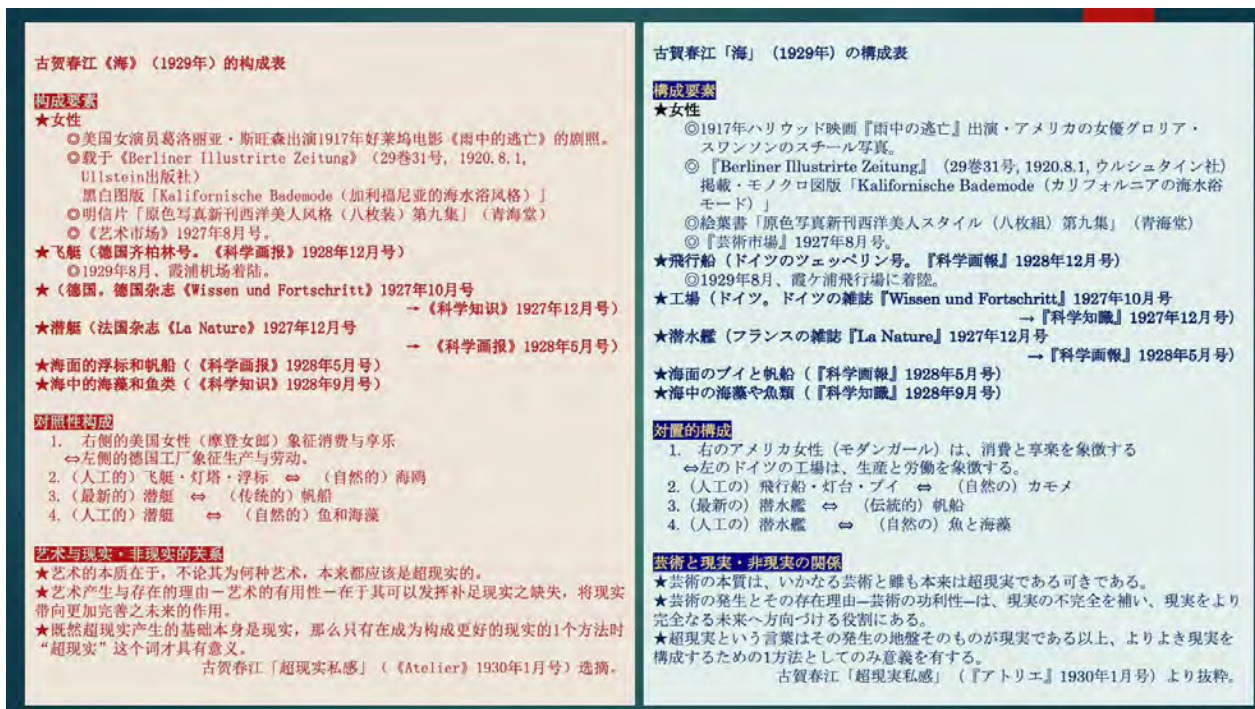 古贺春江《海》（1929年）的构成表
构成要素
★女性
◎美国女演员葛洛丽亚・斯旺森出演1917年好莱坞电影《雨中的逃亡》的剧照。
◎载于《Berliner Illustrirte Zeitung》（29卷31号, 1920.8.1,
Ullstein出版社）
黑白图版「Kalifornische Bademode（加利福尼亚的海水浴风格）」
◎明信片「原色写真新刊西洋美人风格（八枚装）第九集」（青海堂）
◎《艺术市场》1927年8月号。
★飞艇（德国齐柏林号。《科学画报》1928年12月号）
◎1929年8月、霞浦机场着陆。
★（德国。德国杂志《Wissen und Fortschritt》1927年10月号
→《科学知识》1927年12月号）
★潜艇（法国杂志《La Nature》1927年12月号
→ 《科学画报》1928年5月号）
★海面的浮标和帆船（《科学画报》1928年5月号）
★海中的海藻和鱼类（《科学知识》1928年9月号）
对照性构成
1. 右侧的美国女性（摩登女郎）象征消费与享乐
⇔左侧的德国工厂象征生产与劳动。
2.（人工的）飞艇・灯塔・浮标 ⇔ （自然的）海鸥
3.（最新的）潜艇 ⇔ （传统的）帆船
4.（人工的）潜艇 ⇔ （自然的）鱼和海藻
艺术与现实・非现实的关系
★艺术的本质在于，不论其为何种艺术，本来都应该是超现实的。
★艺术产生与存在的理由－艺术的有用性－在于其可以发挥补足现实之缺失，将现实
带向更加完善之未来的作用。
★既然超现实产生的基础本身是现实，那么只有在成为构成更好的现实的1个方法时
“超现实”这个词才具有意义。
古贺春江「超现实私感」（《Atelier》1930年1月号）选摘。
古賀春江「海」（1929年）の構成表
構成要素
★女性
◎1917年ハリウッド映画『雨中の逃亡』出演・アメリカの女優グロリア・
スワンソンのスチール写真。
◎『Berliner Illustrirte Zeitung』（29巻31号, 1920.8.1, ウルシュタイン社）
掲載・モノクロ図版「Kalifornische Bademode（カリフォルニアの海水浴
モード）」
◎絵葉書「原色写真新刊西洋美人スタイル（八枚組）第九集」（青海堂）
◎『芸術市場』1927年8月号。
★飛行船（ドイツのツェッペリン号。『科学画報』1928年12月号）
◎1929年8月、霞ケ浦飛行場に着陸。
★工場（ドイツ。ドイツの雑誌『Wissen und Fortschritt』1927年10月号
→『科学知識』1927年12月号）
★潜水艦（フランスの雑誌『La Nature』1927年12月号
→『科学画報』1928年5月号）
★海面のブイと帆船（『科学画報』1928年5月号）
★海中の海藻や魚類（『科学知識』1928年9月号）
対置的構成
1. 右のアメリカ女性（モダンガール）は、消費と享楽を象徴する
⇔左のドイツの工場は、生産と労働を象徴する。
2.（人工の）飛行船・灯台・ブイ ⇔ （自然の）カモメ
3.（最新の）潜水艦 ⇔ （伝統的）帆船
4.（人工の）潜水艦 ⇔ （自然の）魚と海藻
芸術と現実・非現実の関係
★芸術の本質は、いかなる芸術と雖も本来は超現実である可きである。
★芸術の発生とその存在理由―芸術の功利性―は、現実の不完全を補い、現実をより
完全なる未来へ方向づける役割にある。
★超現実という言葉はその発生の地盤そのものが現実である以上、よりよき現実を
構成するための1方法としてのみ意義を有する。
古賀春江「超現実私感」（『アトリエ』1930年1月号）より抜粋。